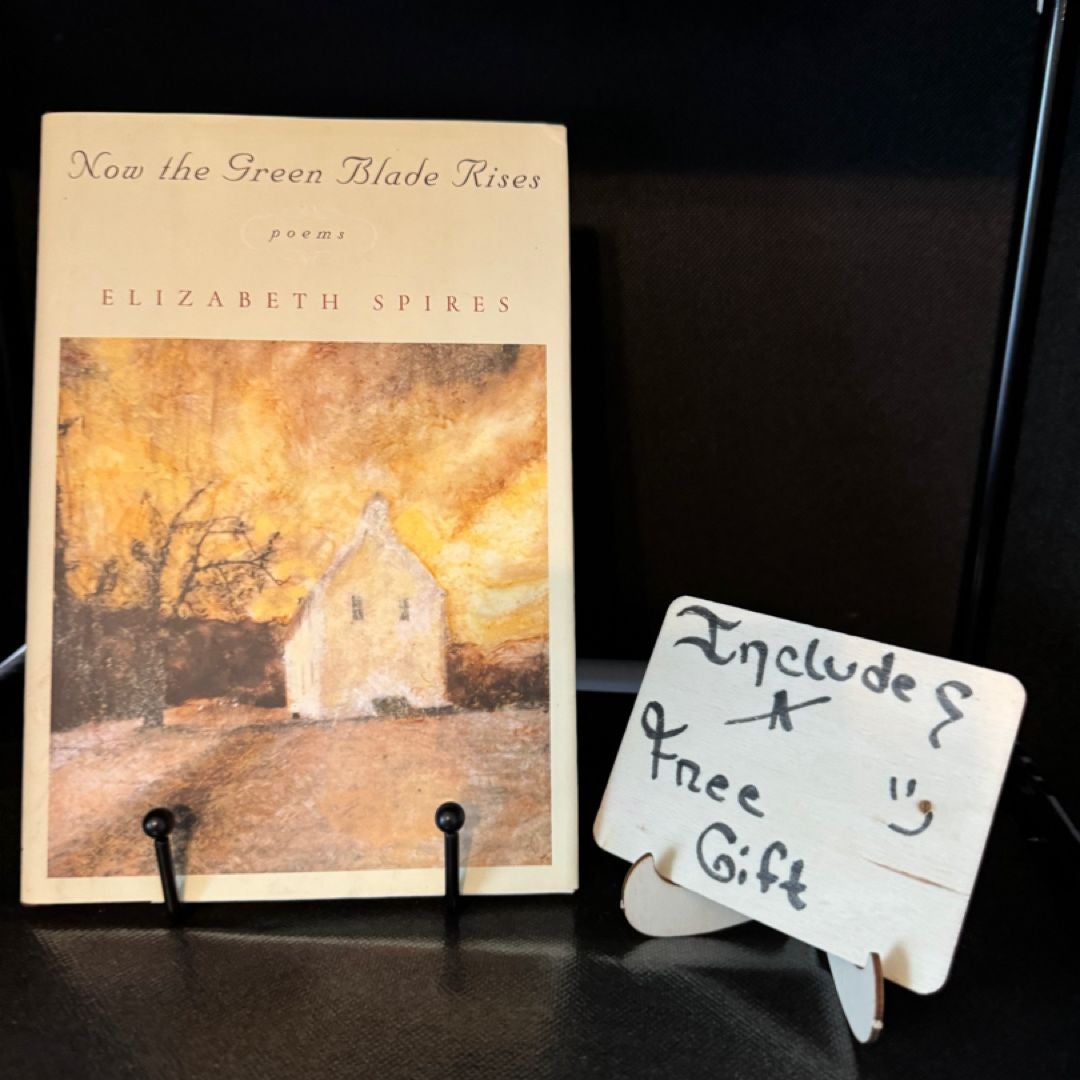 Now the Green Blade Rises
poems
ELIZABETH SPIRES
Includes
A
Free
Gift